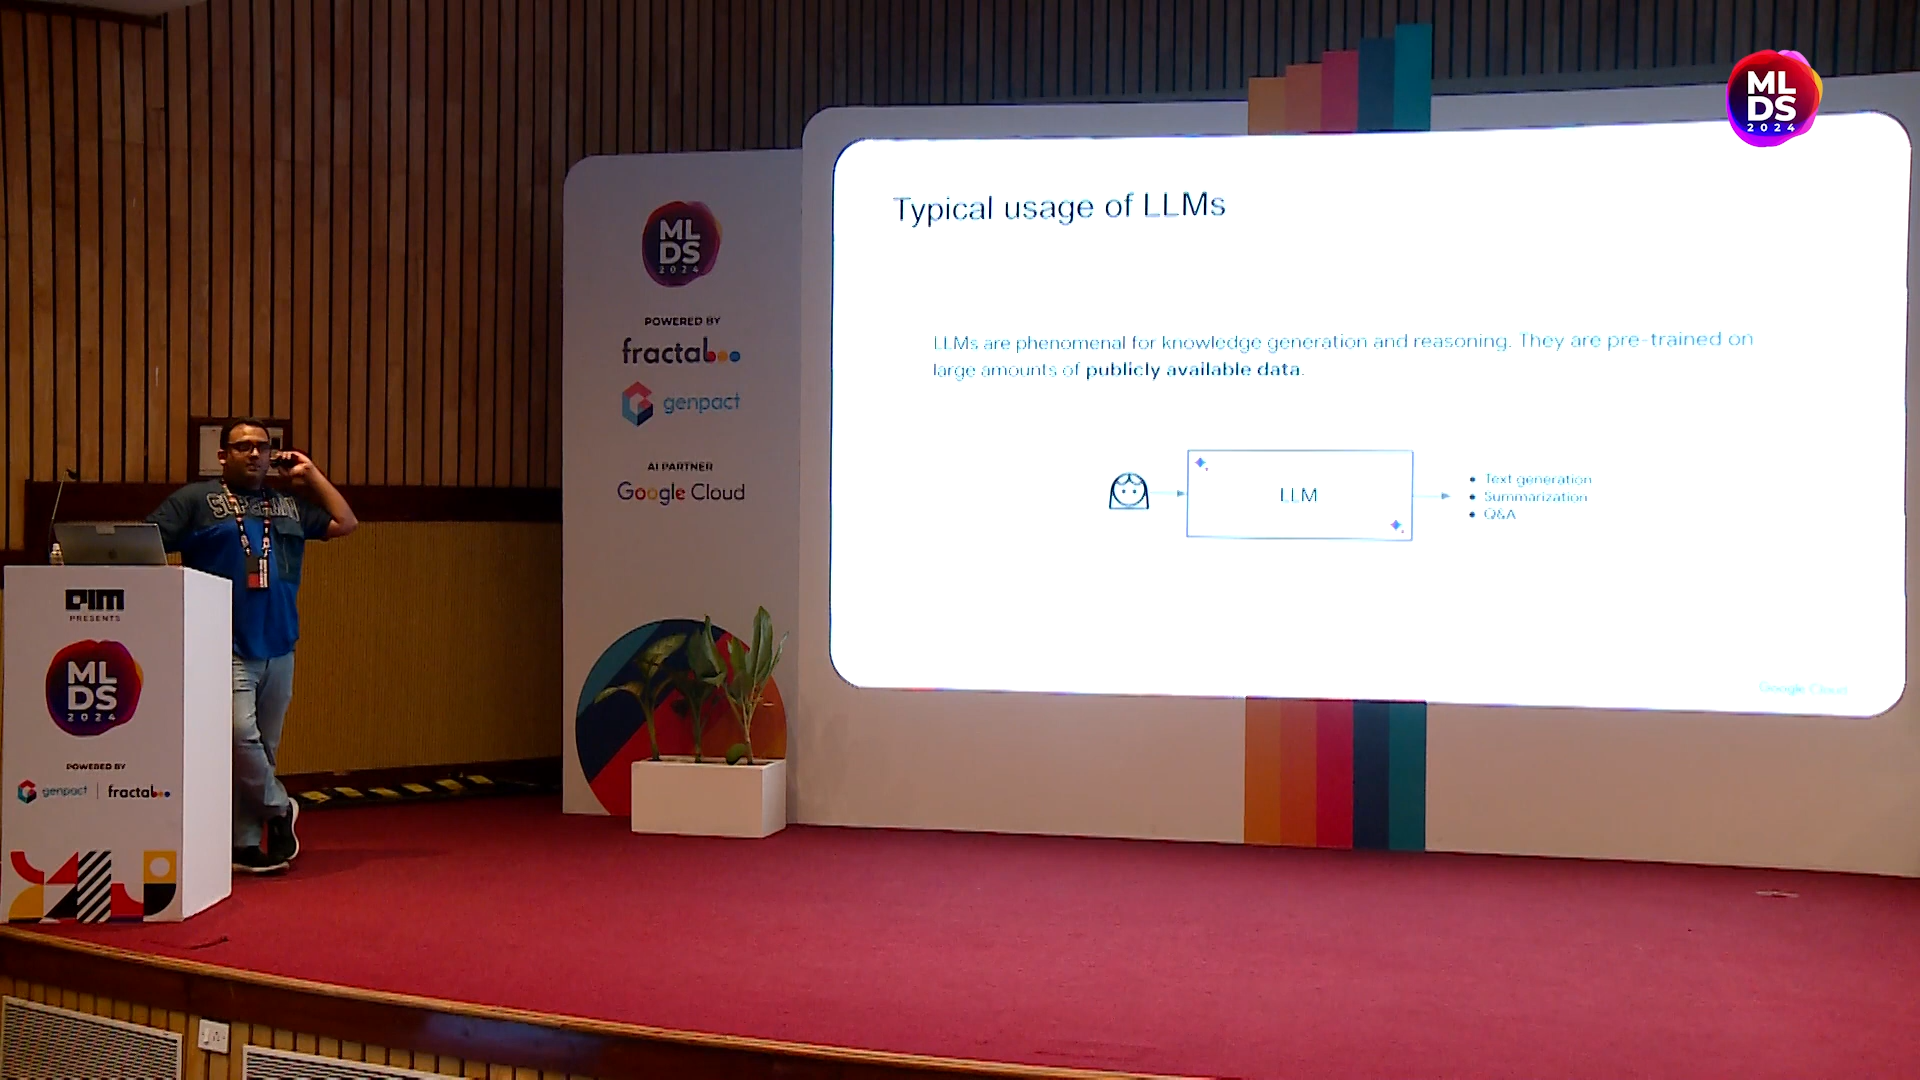 ML
DS
2024
ML
DS
2024
POWERED BY
fractal
genpact
AI PARTNER
Google Cloud
Typical usage of LLMs
LLMs are phenomenal for knowledge generation and reasoning. They are pre-trained on
large amounts of publicly available data.
LLM
• Text generation
• Summarization
• Q&A
Google Cloud
AIM
PRESENTS
ML
DS
2024
POWERED BY
genpact | fractal